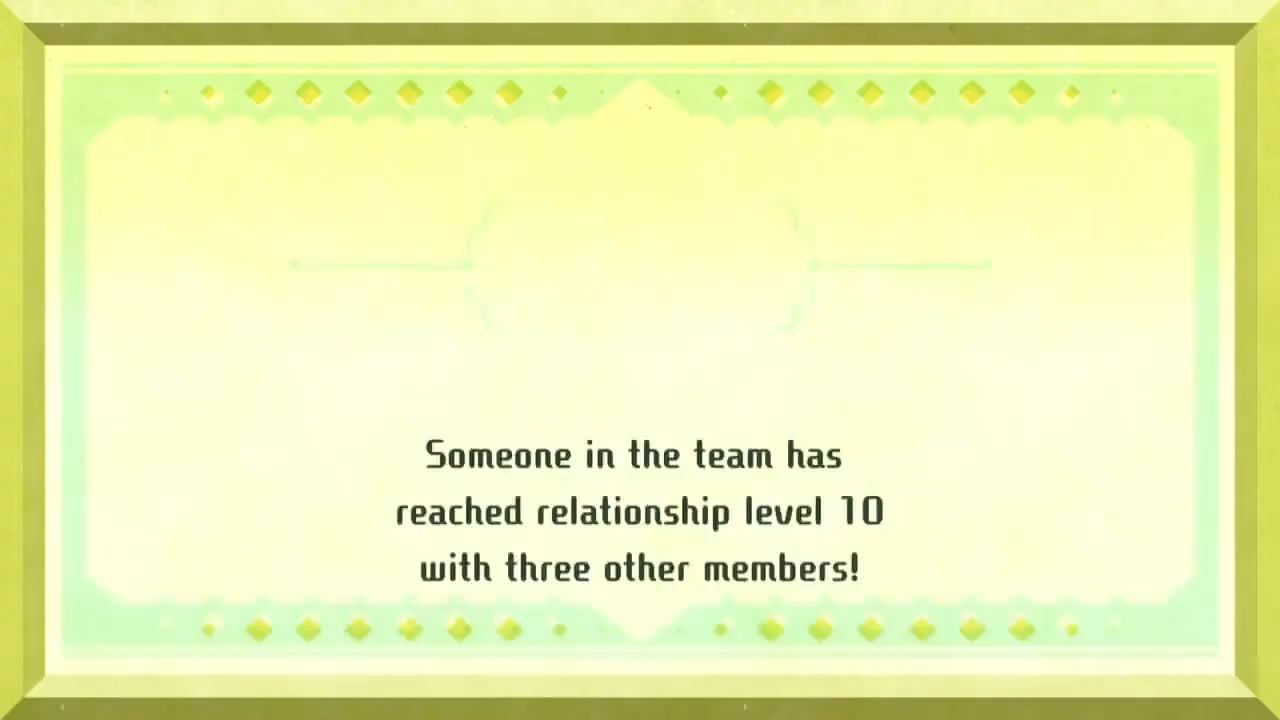 Someone in the team has
reached relationship level 10
with three other members!